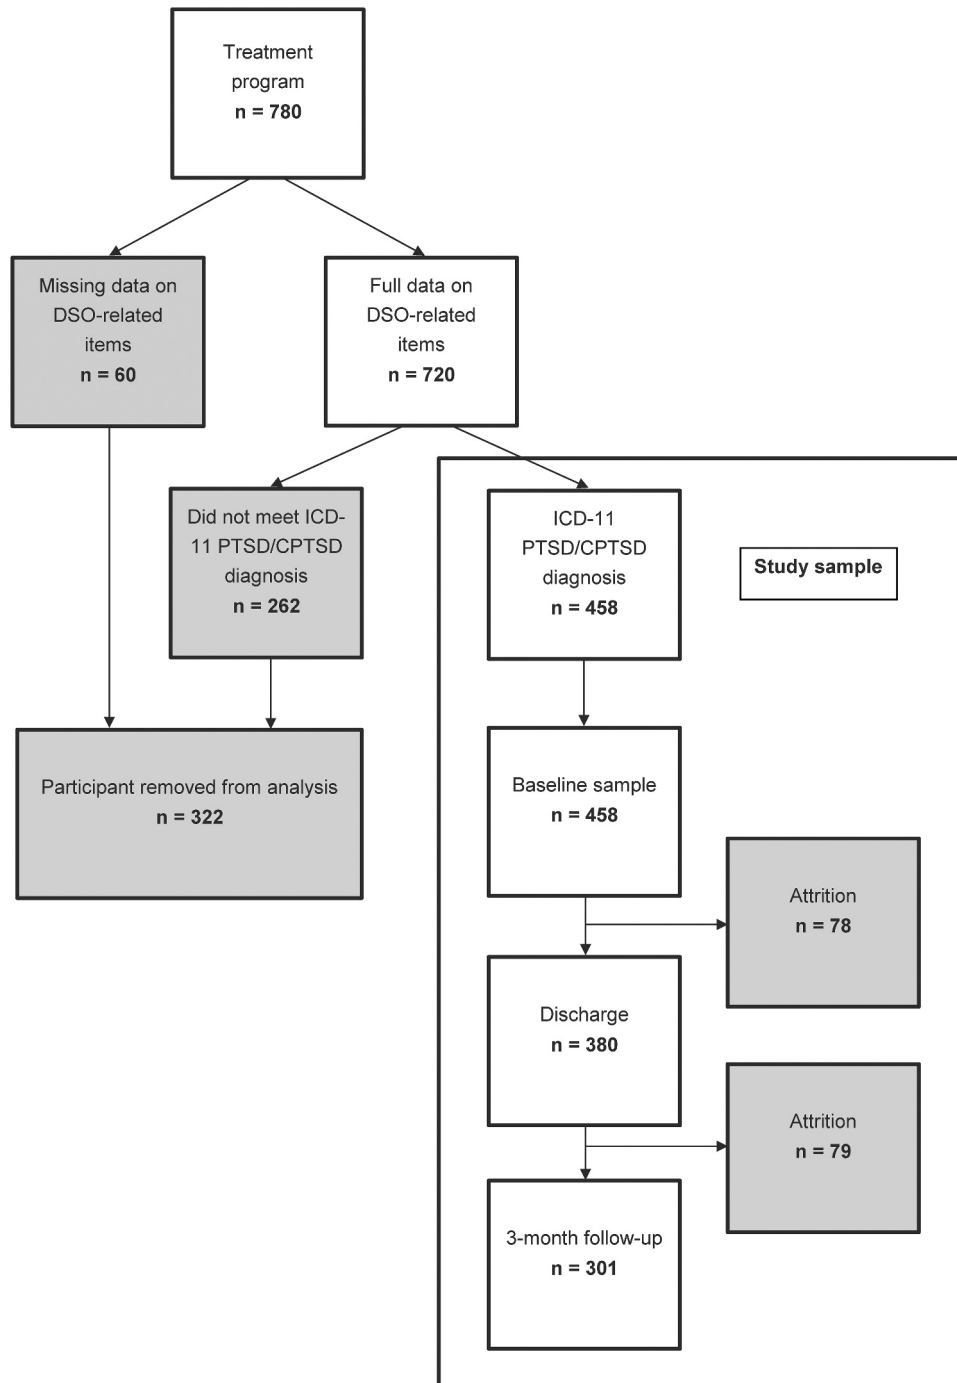 Treatment
program
n = 780
Missing data on
DSO-related
items
n = 60
Full data on
DSO-related
items
n = 720
Did not meet ICD-
11 PTSD/CPTSD
diagnosis
n = 262
ICD-11
PTSD/CPTSD
diagnosis
n = 458
Study sample
Participant removed from analysis
n = 322
Baseline sample
n = 458
Attrition
n = 78
Discharge
n = 380
Attrition
n = 79
3-month follow-up
n = 301